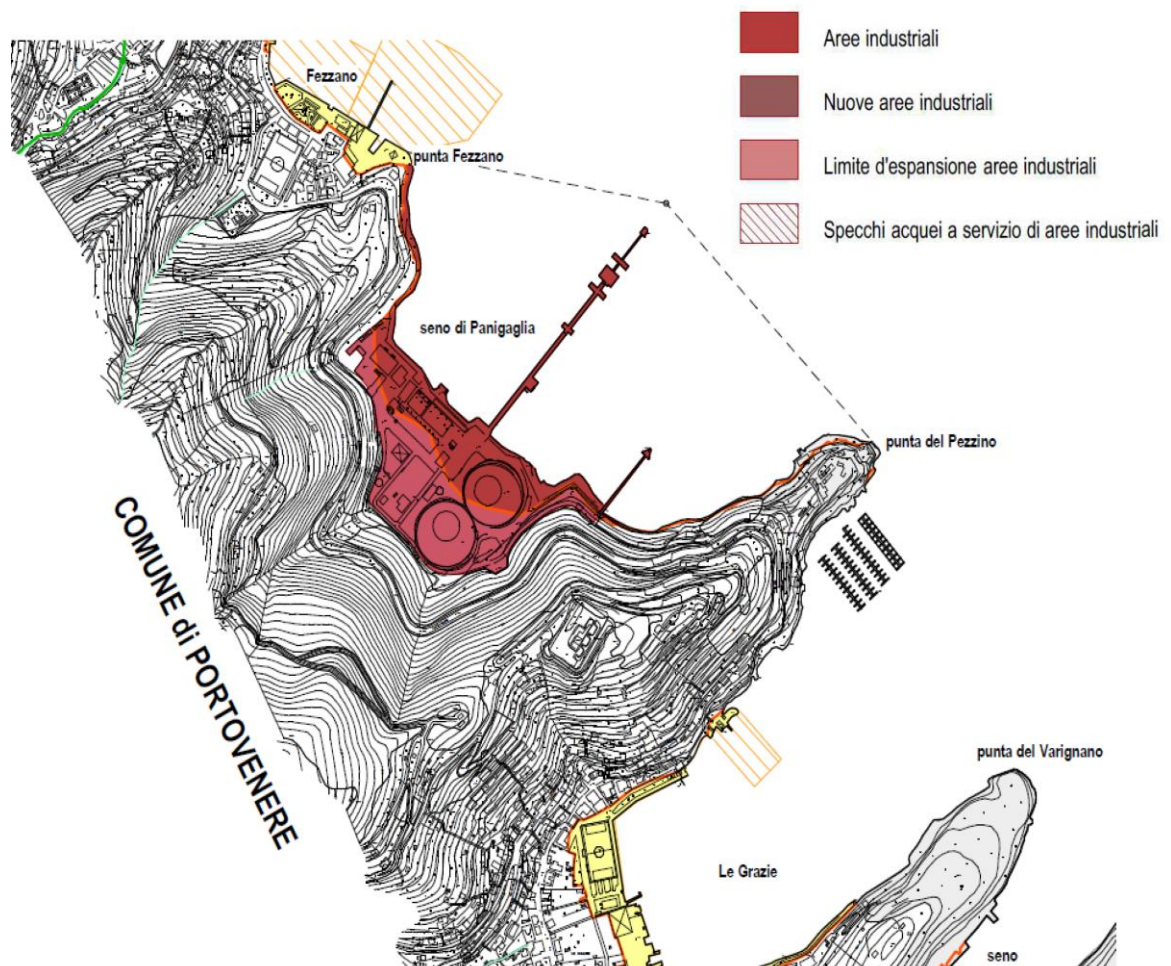 Aree industriali
Nuove aree industriali
Limite d'espansione aree industriali
Specchi acquei a servizio di aree industriali
Fezzano
punta Fezzano
seno di Panigaglia
punta del Pezzino
COMUNE di PORTOVENERE
punta del Varignano
Le Grazie
seno